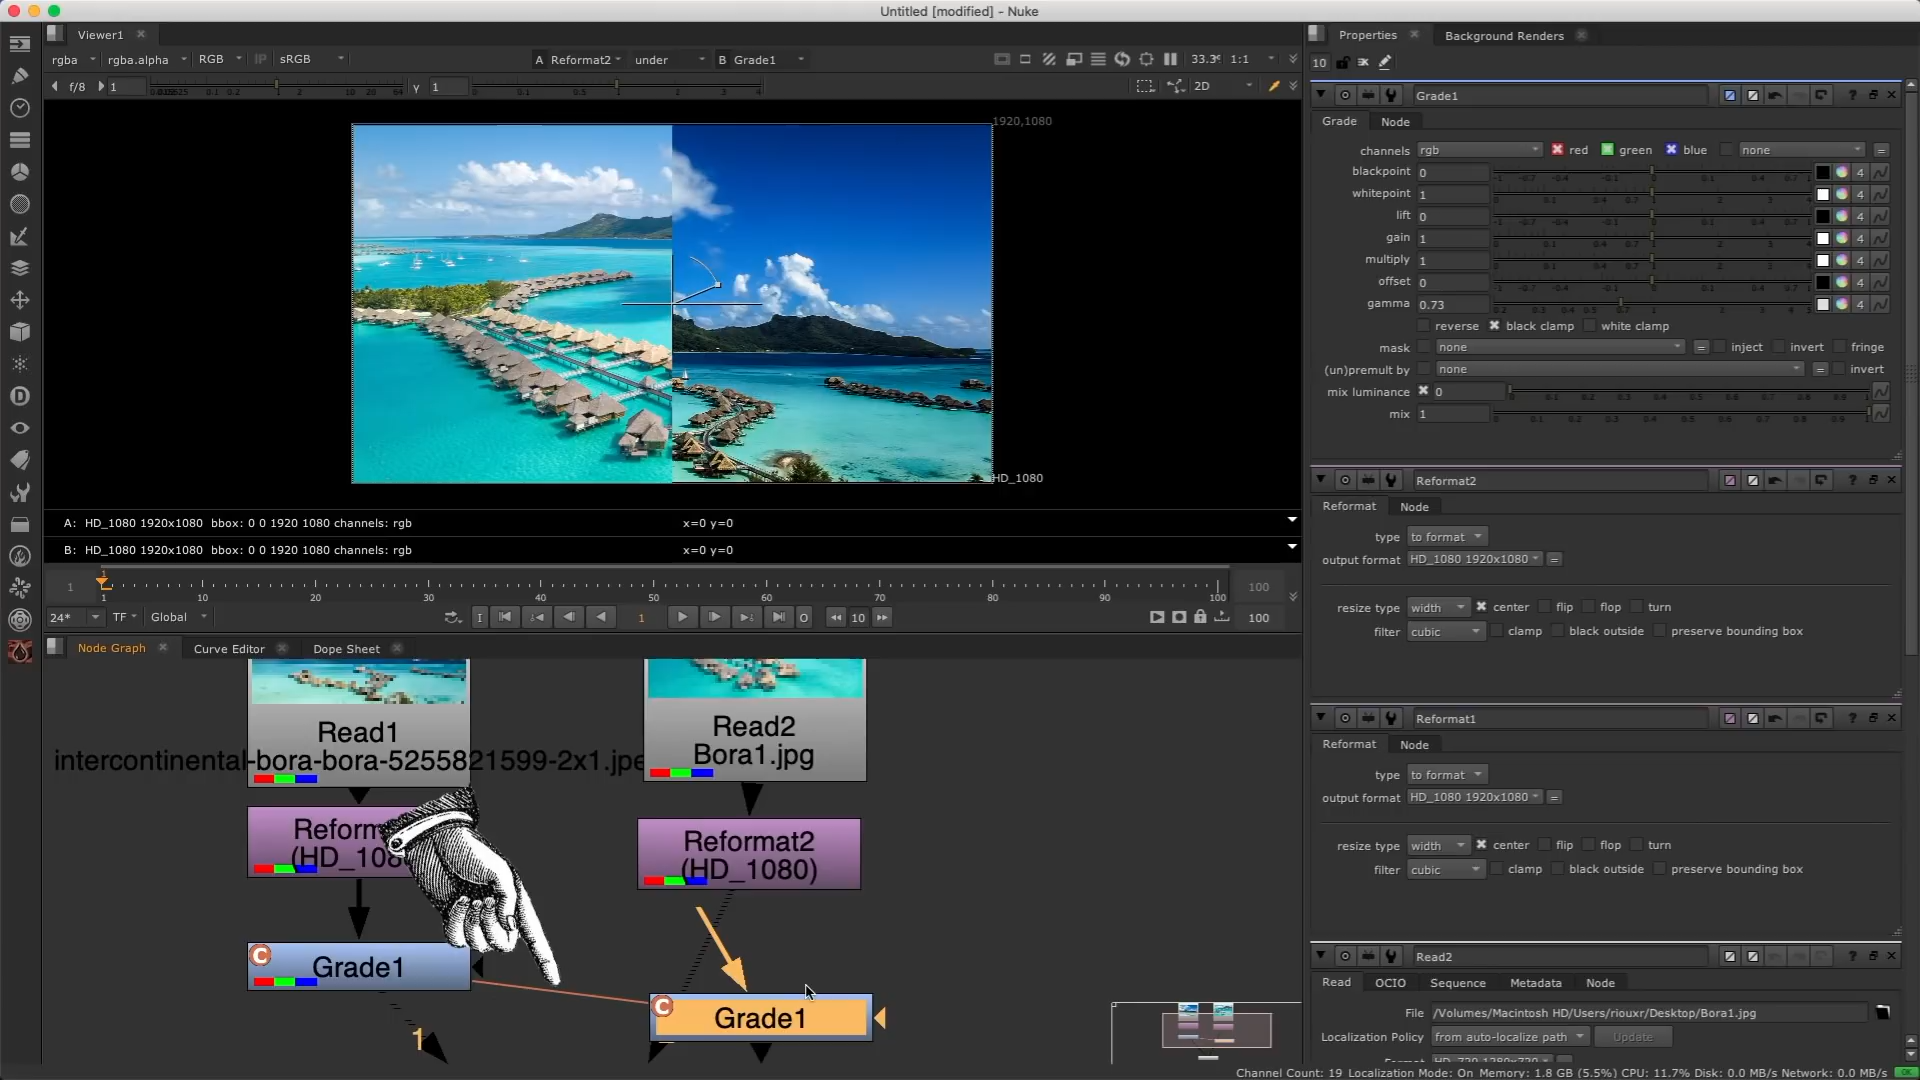 Untitled [modified] - Nuke
Viewer1
Properties
Background Renders
rgba rgba.alpha RGB IP sRGB A Reformat2 under B Grade1 33.3% 1:1
10
f/8 1 γ 1 2D
1920,1080
HD_1080
A: HD_1080 1920x1080 bbox: 0 0 1920 1080 channels: rgb x=0 y=0
B: HD_1080 1920x1080 bbox: 0 0 1920 1080 channels: rgb x=0 y=0
1
1 10 20 30 40 50 60 70 80 90 100
100
24* TF Global I 1 O 10 100
Node Graph Curve Editor Dope Sheet
Read1
intercontinental-bora-bora-5255821599-2x1.jpe
Read2
Bora1.jpg
Reform
(HD_108
Reformat2
(HD_1080)
C
Grade1
1
C
Grade1
Grade1
Grade Node
channels rgb red green blue none =
blackpoint 0 4
whitepoint 1 4
lift 0 4
gain 1 4
multiply 1 4
offset 0 4
gamma 0.73 4
reverse black clamp white clamp
mask none = inject invert fringe
(un)premult by none = invert
mix luminance 0
mix 1
Reformat2
Reformat Node
type to format
output format HD_1080 1920x1080 =
resize type width center flip flop turn
filter cubic clamp black outside preserve bounding box
Reformat1
Reformat Node
type to format
output format HD_1080 1920x1080 =
resize type width center flip flop turn
filter cubic clamp black outside preserve bounding box
Read2
Read OCIO Sequence Metadata Node
File /Volumes/Macintosh HD/Users/riouxr/Desktop/Bora1.jpg
Localization Policy from auto-localize path Update
Channel Count: 19 Localization Mode: On Memory: 1.8 GB (5.5%) CPU: 11.7% Disk: 0.0 MB/s Network: 0.0 MB/s